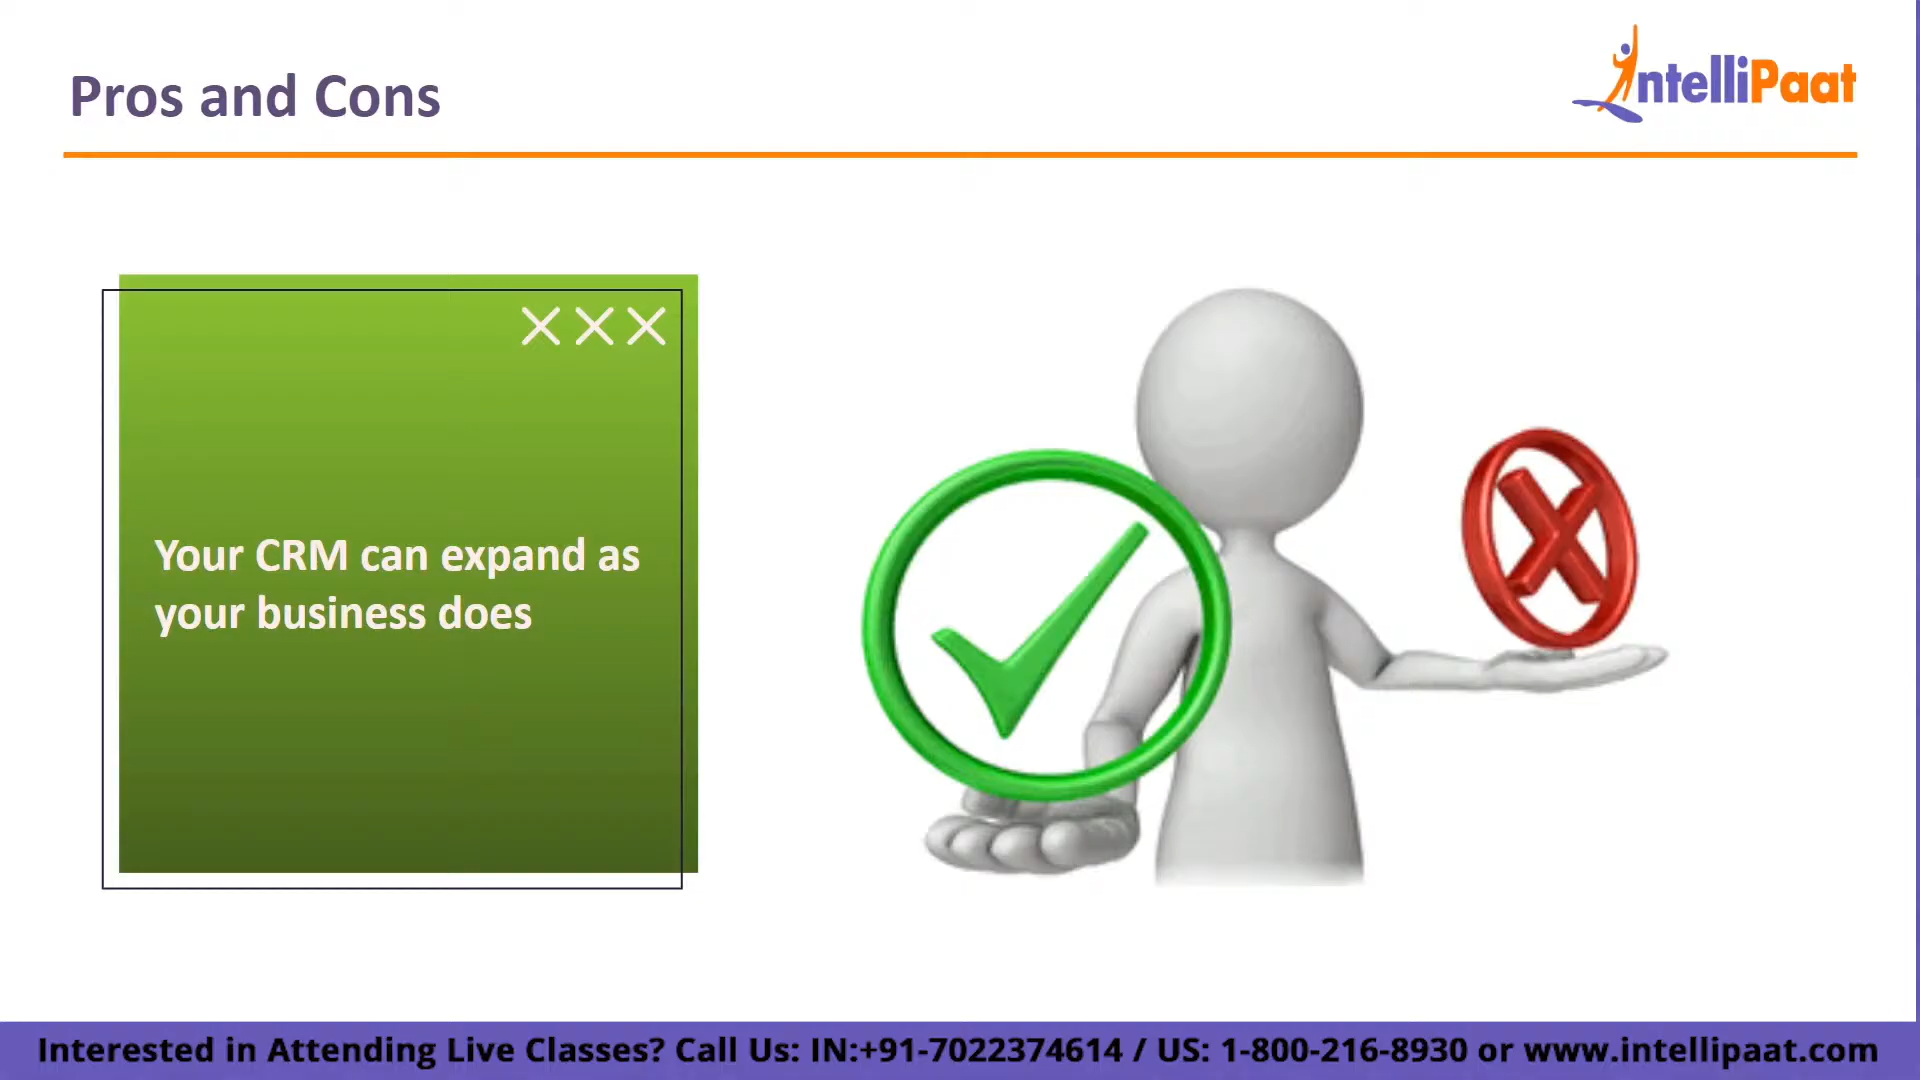 Pros and Cons
IntelliPaat
Your CRM can expand as
your business does
Interested in Attending Live Classes? Call Us: IN:+91-7022374614 / US: 1-800-216-8930 or www.intellipaat.com